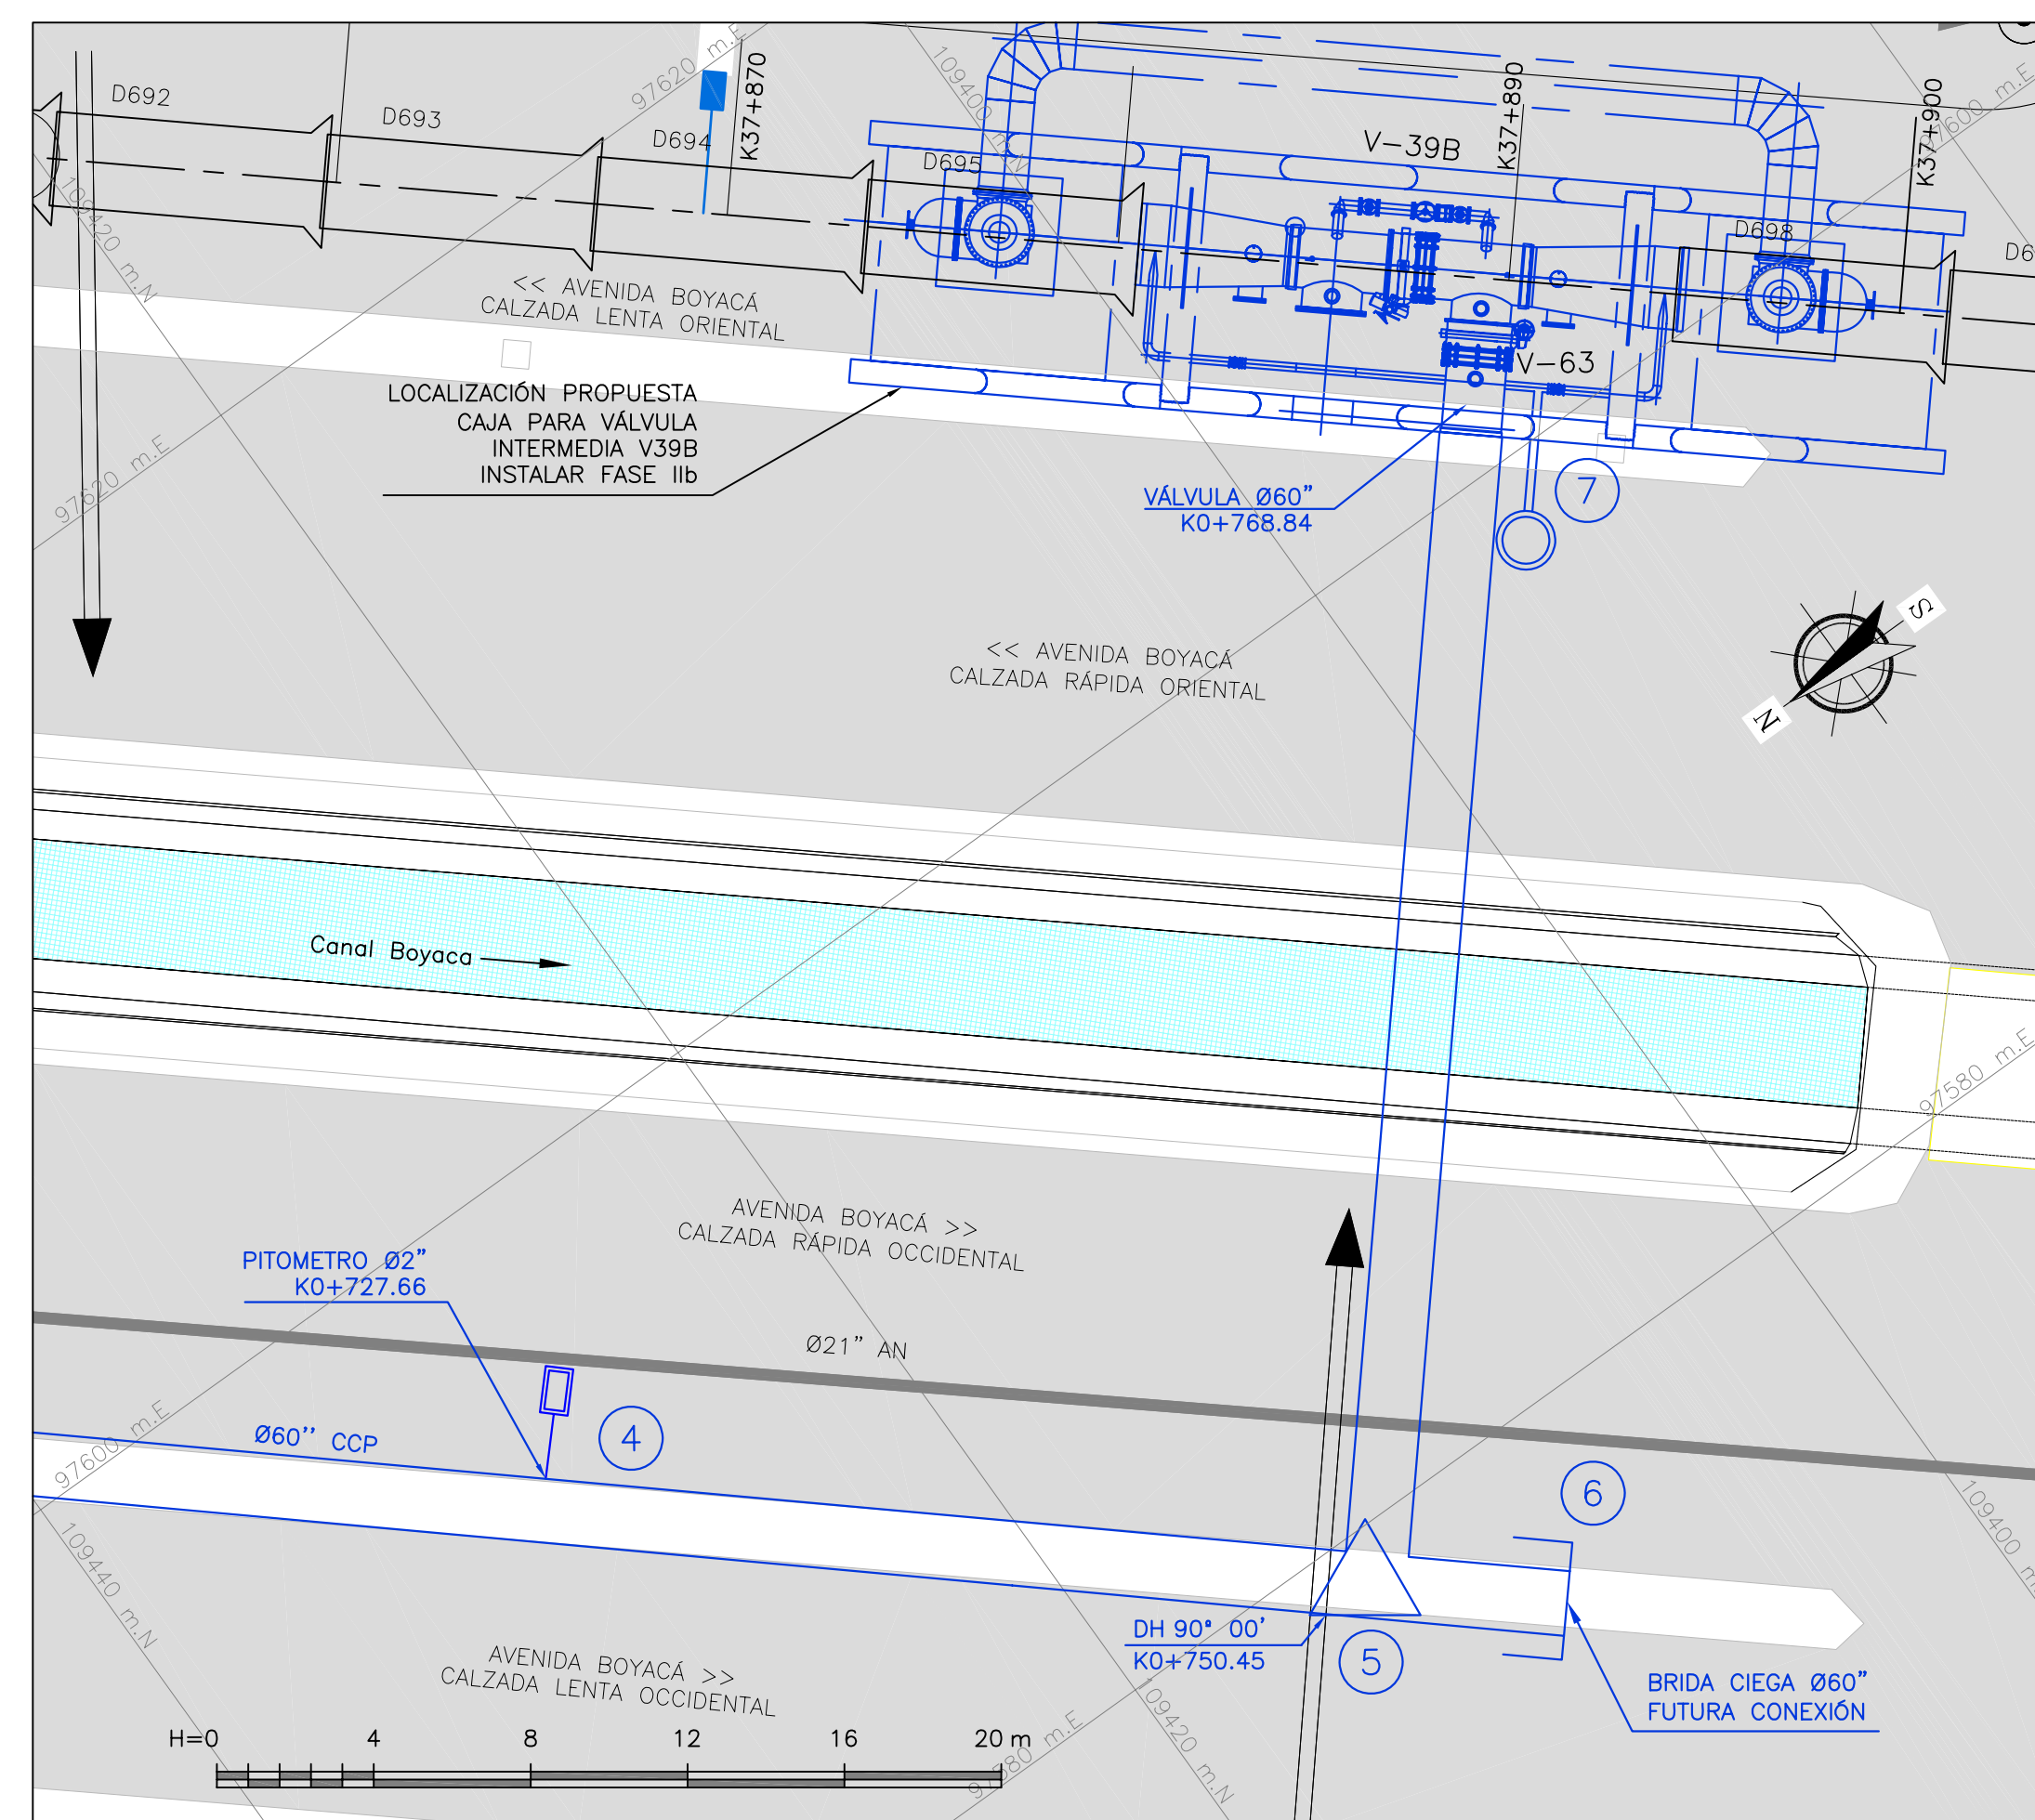 D692
D693
D694
K37+870
97620 m.E
109400 m.N
D695
V-39B
K37+890
K37+900
97600 m.E
D698
109420 m.N
<< AVENIDA BOYACÁ
CALZADA LENTA ORIENTAL
V-63
LOCALIZACIÓN PROPUESTA
CAJA PARA VÁLVULA
INTERMEDIA V39B
INSTALAR FASE IIb
97620 m.E
VÁLVULA Ø60"
K0+768.84
7
<< AVENIDA BOYACÁ
CALZADA RÁPIDA ORIENTAL
S
N
Canal Boyaca
97580 m.E
AVENIDA BOYACÁ >>
CALZADA RÁPIDA OCCIDENTAL
PITOMETRO Ø2"
K0+727.66
Ø21" AN
4
Ø60'' CCP
97600 m.E
6
109400 m
109440 m.N
DH 90° 00'
K0+750.45
5
BRIDA CIEGA Ø60"
FUTURA CONEXIÓN
AVENIDA BOYACÁ >>
CALZADA LENTA OCCIDENTAL
109420 m.N
97580 m.E
H=0 4 8 12 16 20 m